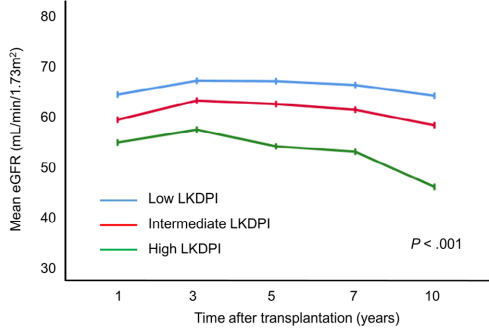 Mean eGFR (mL/min/1.73m²)
80
70
60
50
40
30
Low LKDPI
Intermediate LKDPI
High LKDPI
P < .001
1 3 5 7 10
Time after transplantation (years)